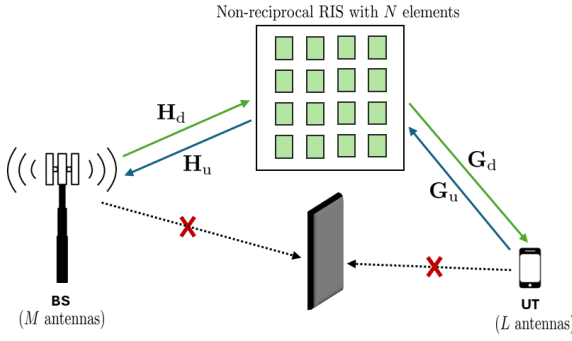 Non-reciprocal RIS with N elements
H_d
H_u
G_d
G_u
BS
(M antennas)
UT
(L antennas)